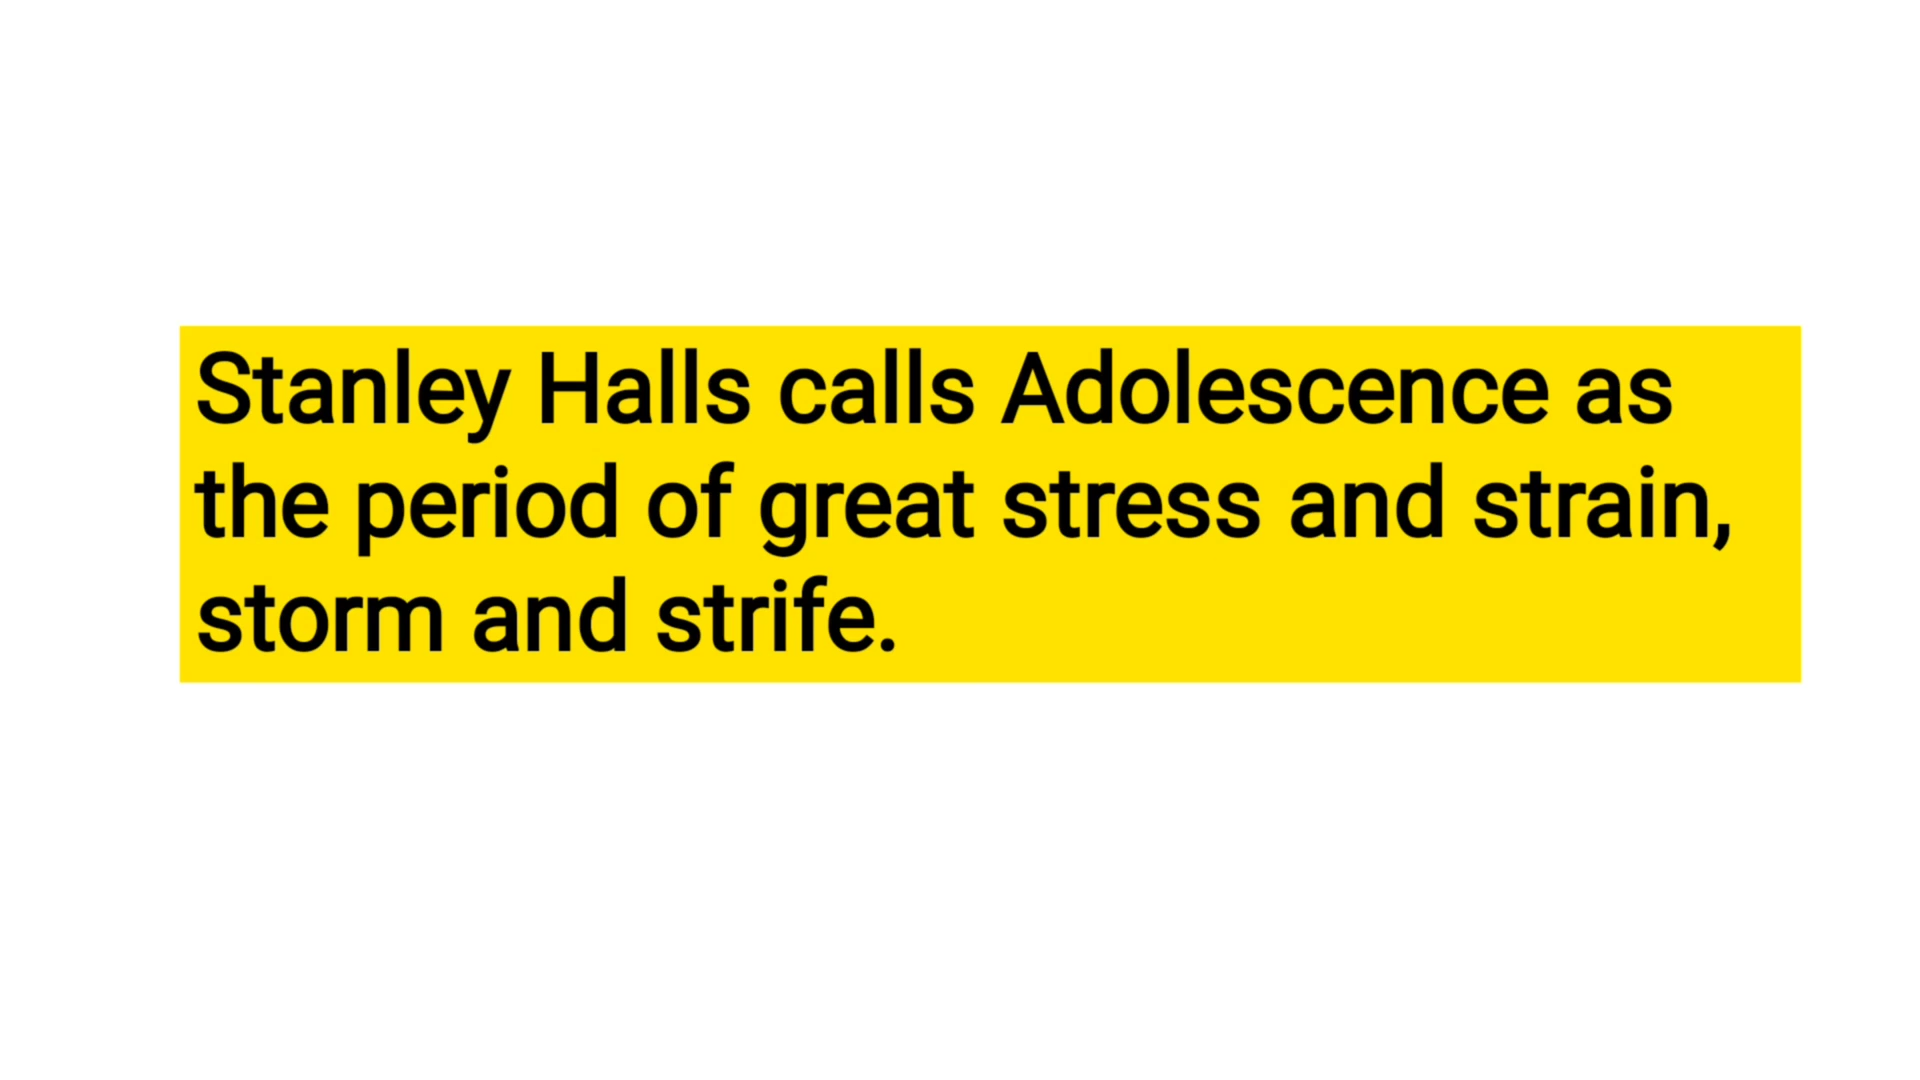 Stanley Halls calls Adolescence as
the period of great stress and strain,
storm and strife.